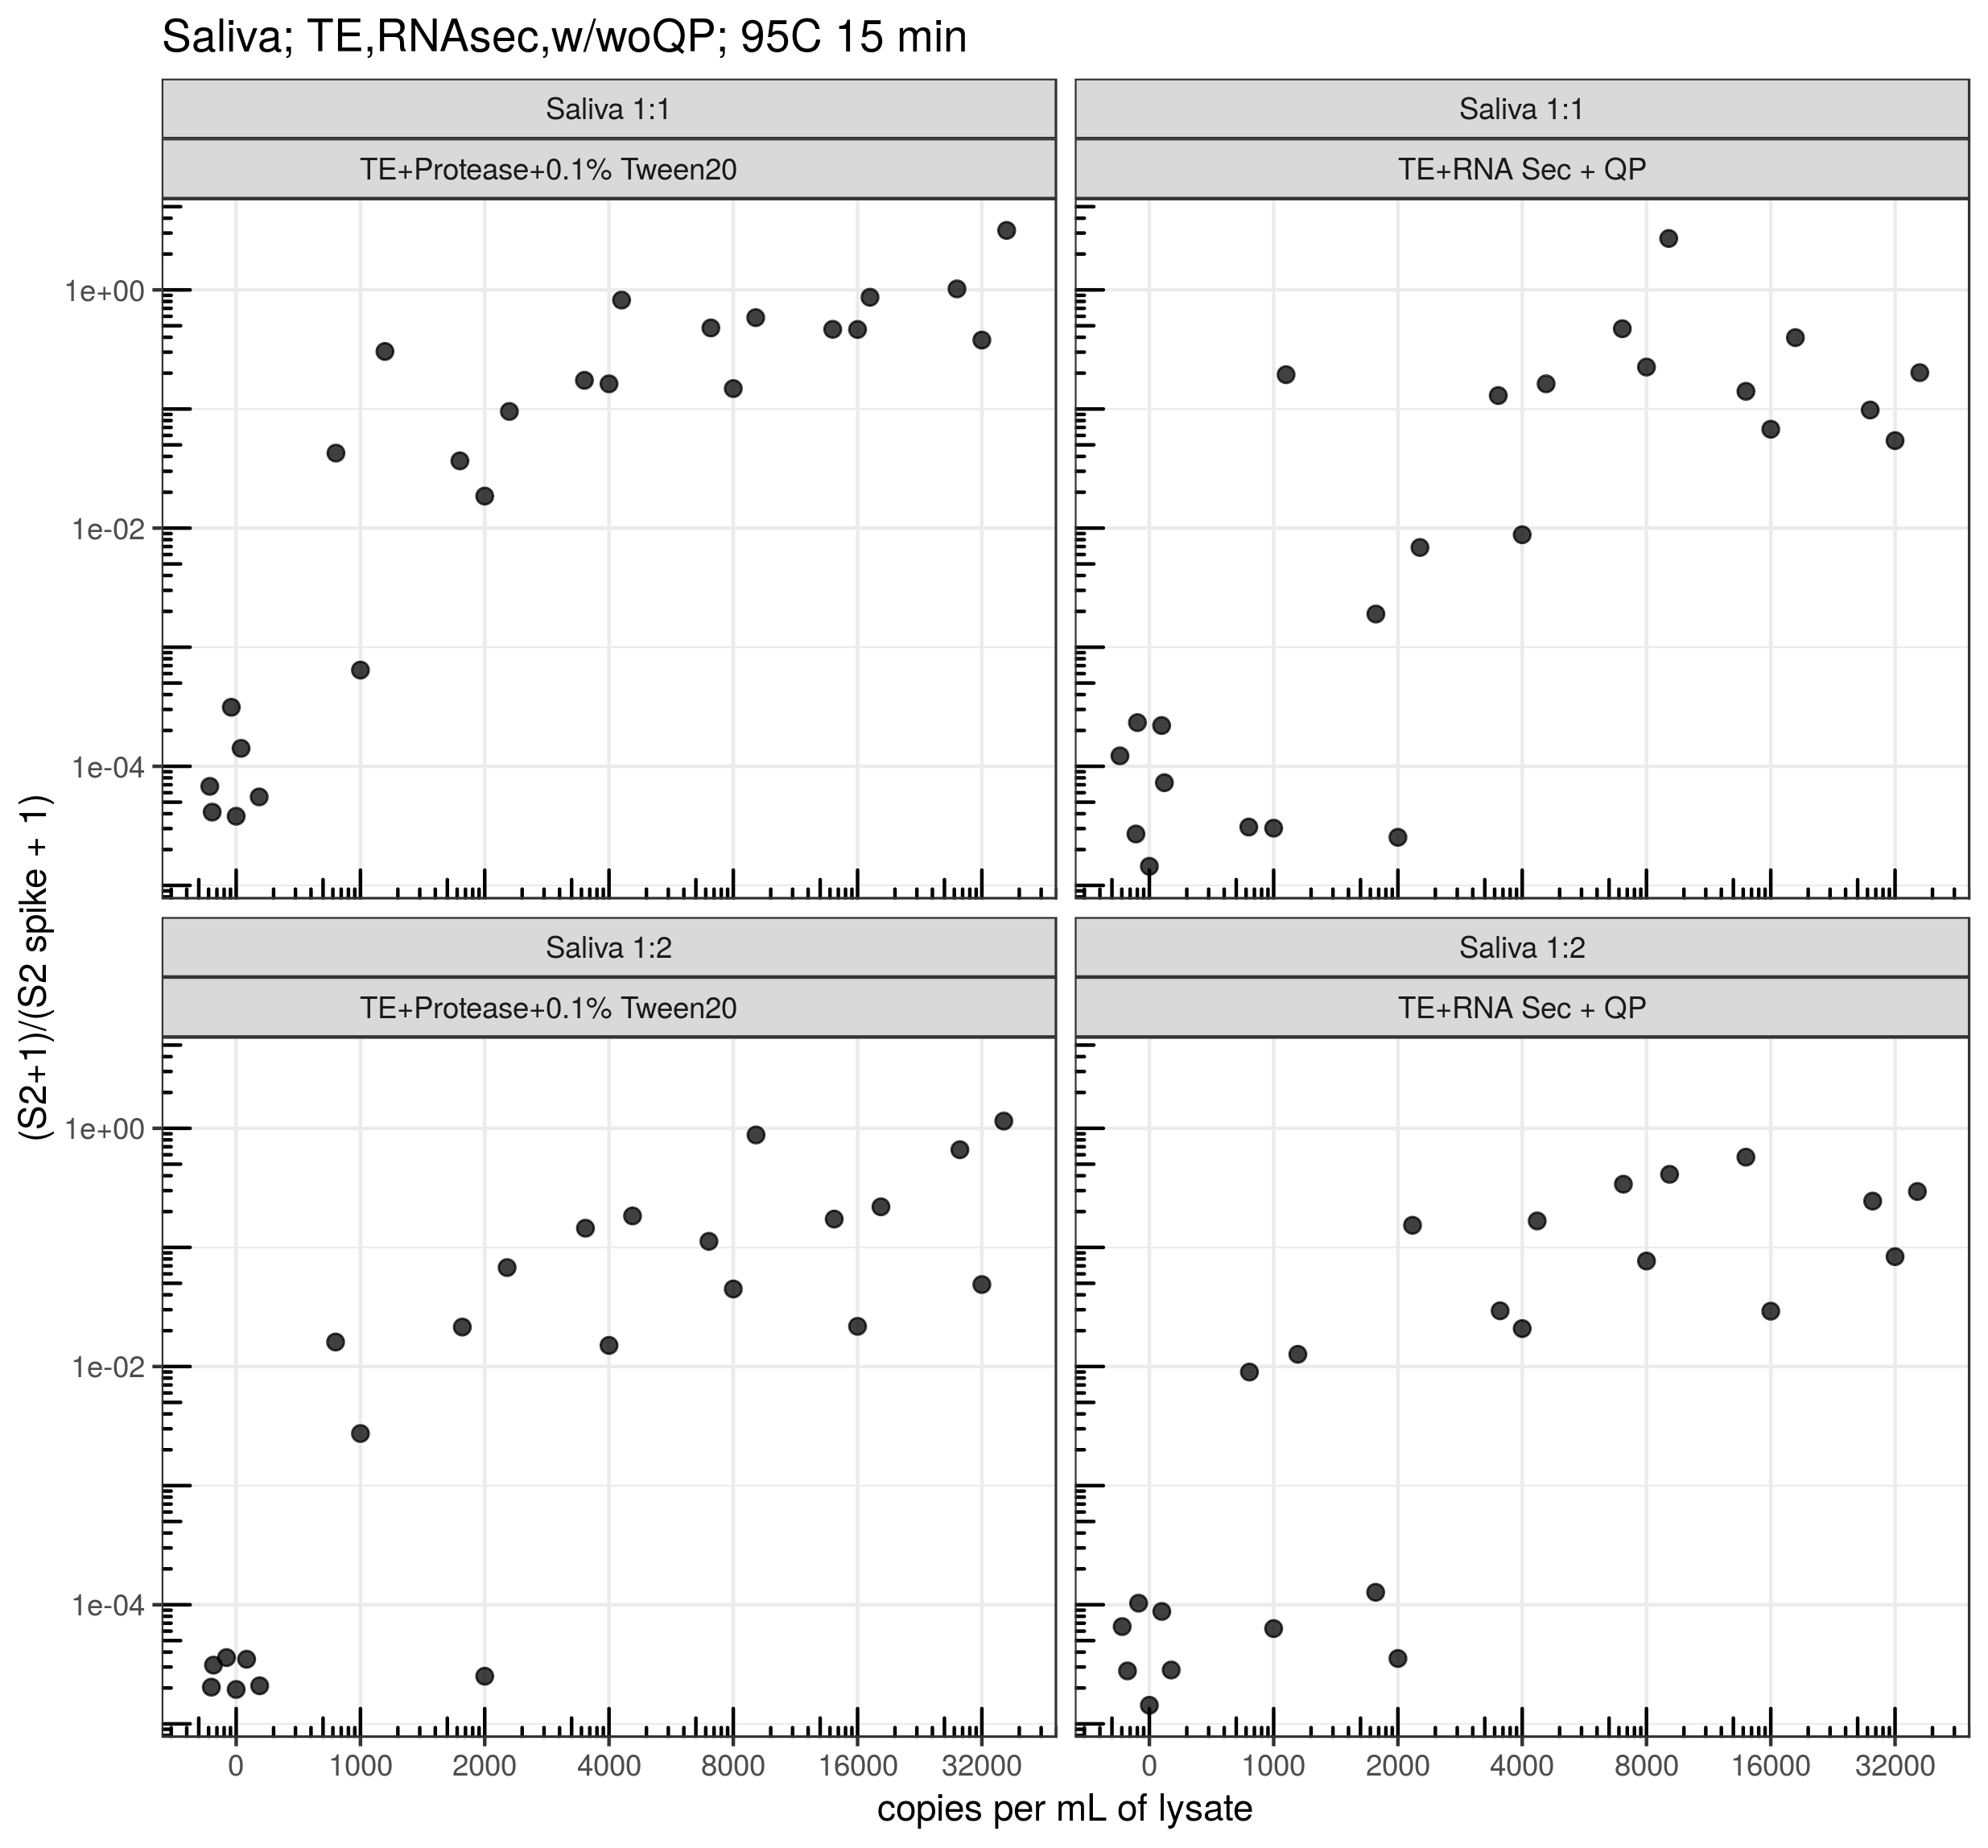 Saliva; TE,RNAsec,w/woQP; 95C 15 min
Saliva 1:1
TE+Protease+0.1% Tween20
Saliva 1:1
TE+RNA Sec + QP
1e+00
1e-02
1e-04
Saliva 1:2
TE+Protease+0.1% Tween20
Saliva 1:2
TE+RNA Sec + QP
1e+00
1e-02
1e-04
(S2+1)/(S2 spike + 1)
0 1000 2000 4000 8000 16000 32000
0 1000 2000 4000 8000 16000 32000
copies per mL of lysate